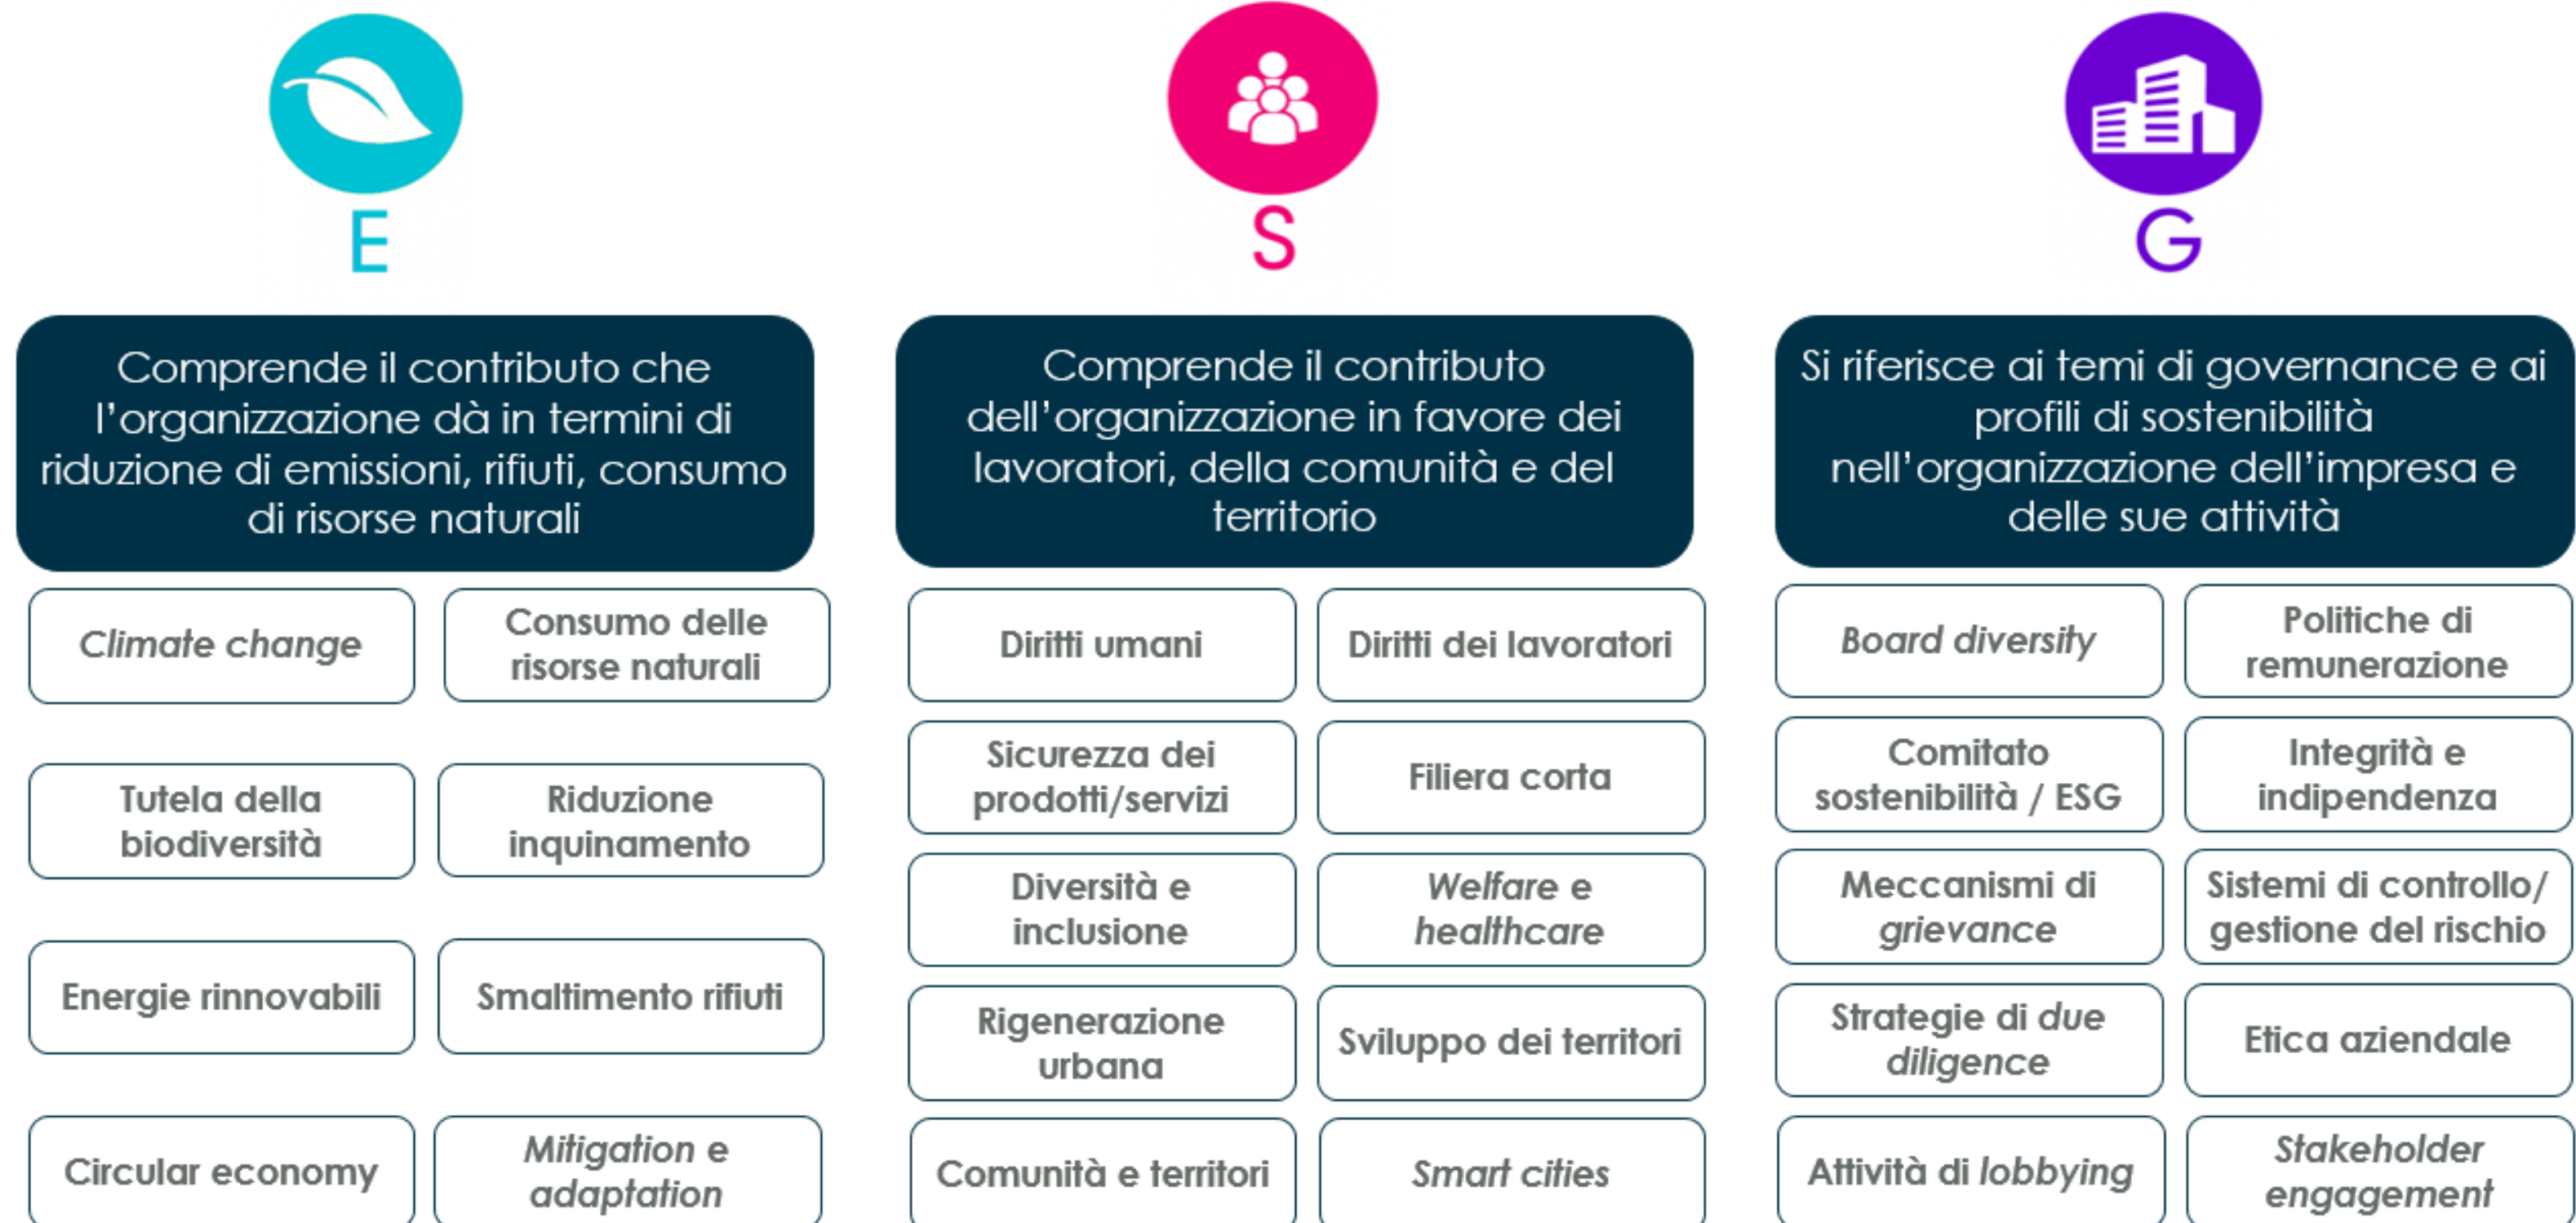 E
Comprende il contributo che
l'organizzazione dà in termini di
riduzione di emissioni, rifiuti, consumo
di risorse naturali
Climate change
Consumo delle
risorse naturali
Tutela della
biodiversità
Riduzione
inquinamento
Energie rinnovabili
Smaltimento rifiuti
Circular economy
Mitigation e
adaptation
S
Comprende il contributo
dell'organizzazione in favore dei
lavoratori, della comunità e del
territorio
Diritti umani
Diritti dei lavoratori
Sicurezza dei
prodotti/servizi
Filiera corta
Diversità e
inclusione
Welfare e
healthcare
Rigenerazione
urbana
Sviluppo dei territori
Comunità e territori
Smart cities
G
Si riferisce ai temi di governance e ai
profili di sostenibilità
nell'organizzazione dell'impresa e
delle sue attività
Board diversity
Politiche di
remunerazione
Comitato
sostenibilità / ESG
Integrità e
indipendenza
Meccanismi di
grievance
Sistemi di controllo/
gestione del rischio
Strategie di due
diligence
Etica aziendale
Attività di lobbying
Stakeholder
engagement